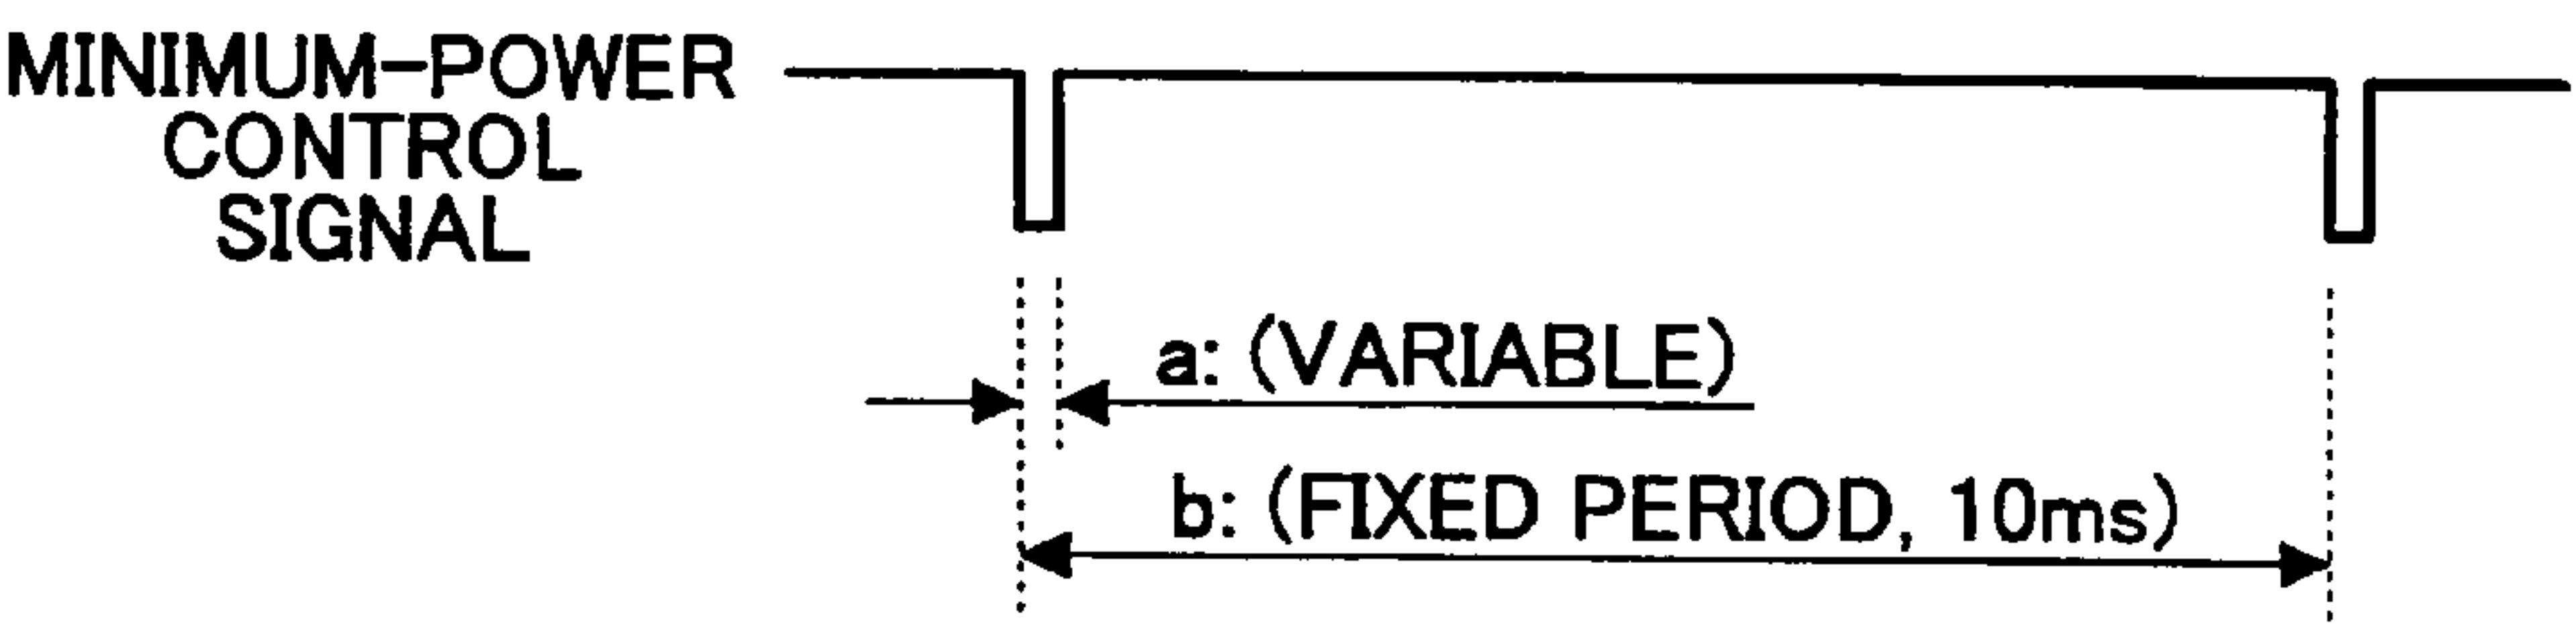 MINIMUM-POWER
CONTROL
SIGNAL
a: (VARIABLE)
b: (FIXED PERIOD, 10ms)